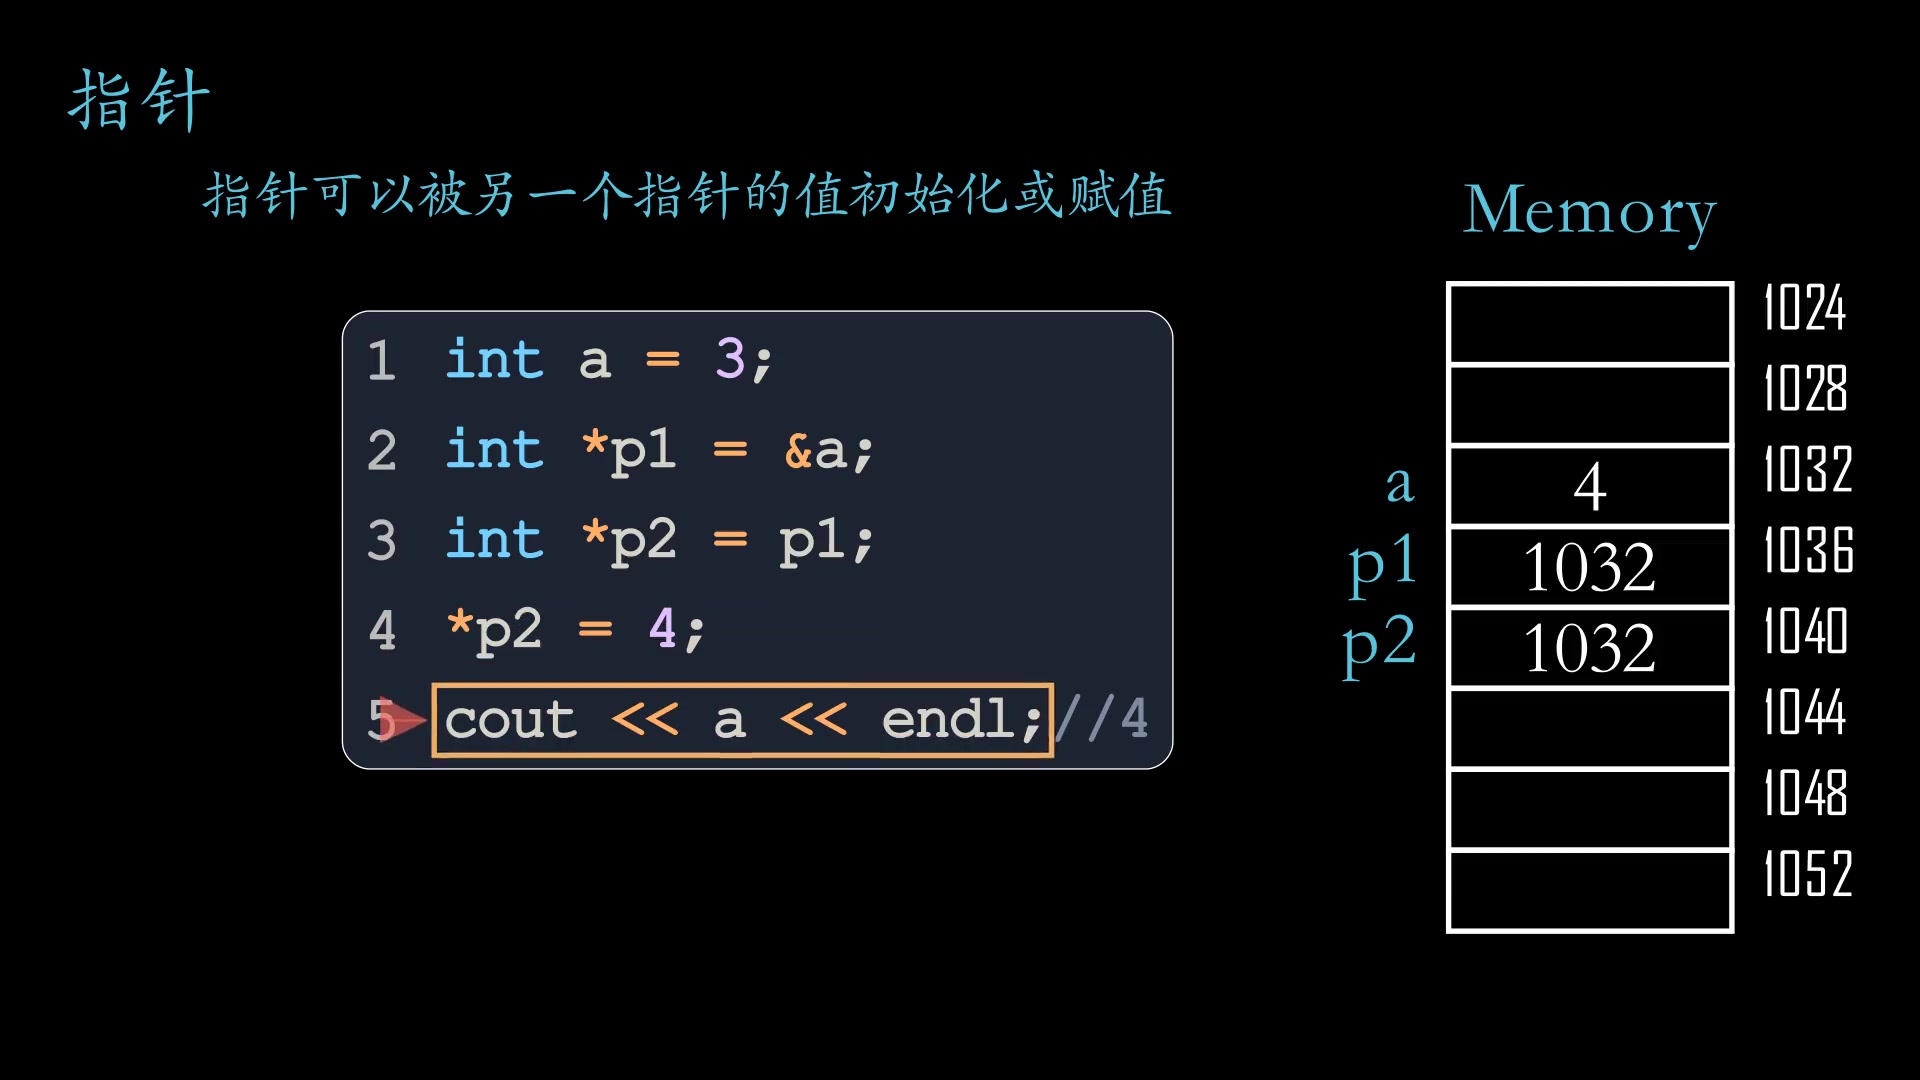 指针
指针可以被另一个指针的值初始化或赋值
1 int a = 3;
2 int *p1 = &a;
3 int *p2 = p1;
4 *p2 = 4;
5 cout << a << endl;//4
Memory
1024
1028
a 4 1032
p1 1032 1036
p2 1032 1040
1044
1048
1052